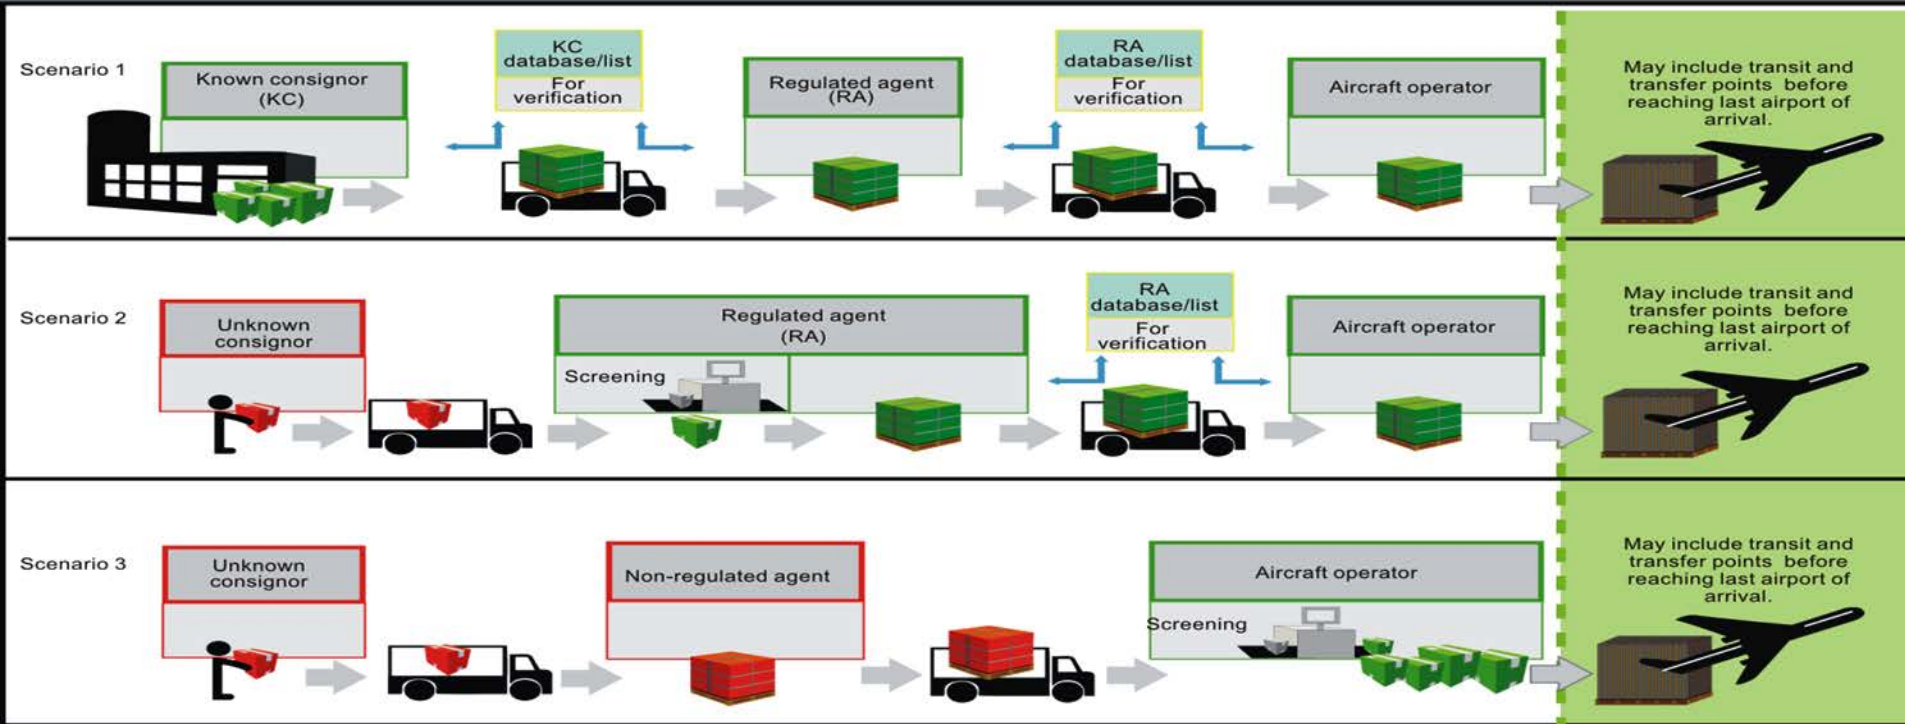 Scenario 1
Known consignor
(KC)
KC
database/list
For
verification
Regulated agent
(RA)
RA
database/list
For
verification
Aircraft operator
May include transit and
transfer points before
reaching last airport of
arrival.
Scenario 2
Unknown
consignor
Regulated agent
(RA)
Screening
RA
database/list
For
verification
Aircraft operator
May include transit and
transfer points before
reaching last airport of
arrival.
Scenario 3
Unknown
consignor
Non-regulated agent
Aircraft operator
Screening
May include transit and
transfer points before
reaching last airport of
arrival.